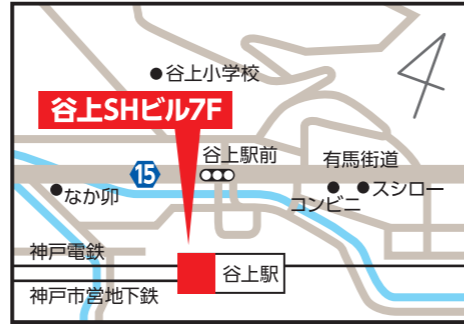 谷上小学校
谷上SHビル7F
谷上駅前
有馬街道
15
なか卯
スシロー
コンビニ
神戸電鉄
谷上駅
神戸市営地下鉄